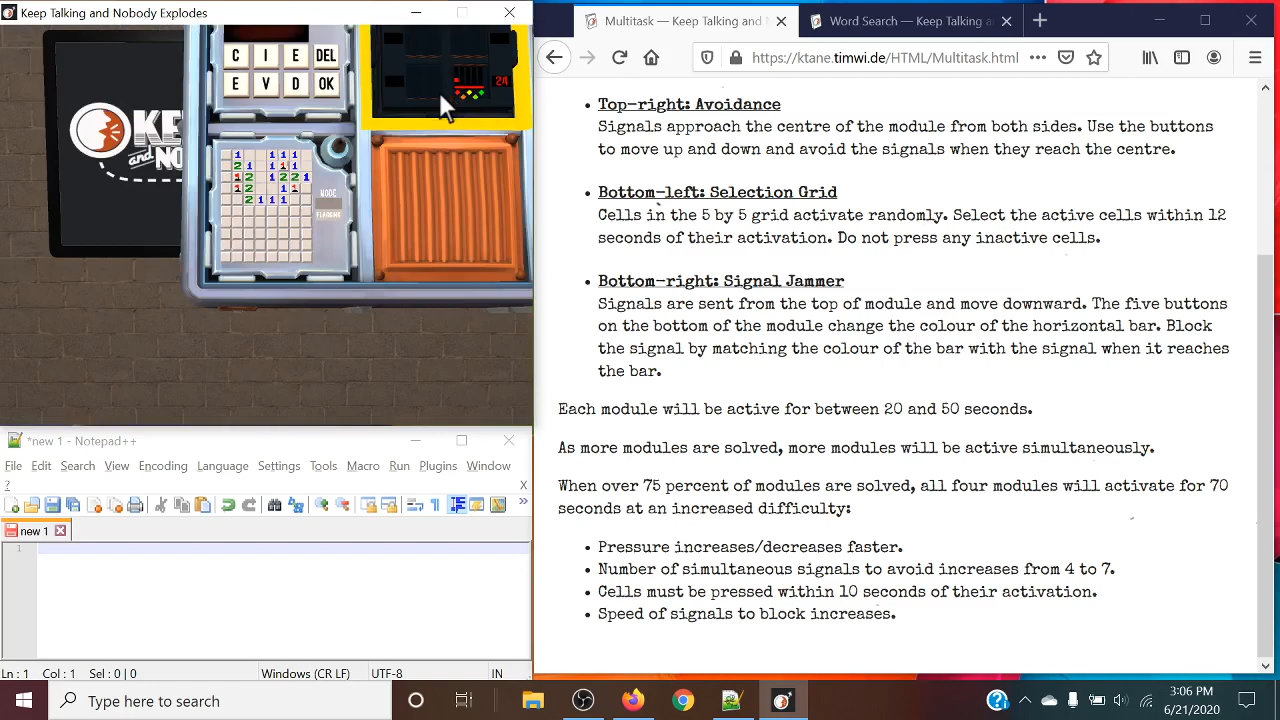 Keep Talking and Nobody Explodes
C I E DEL
E V D OK
24
MODE
FLAGGING
Multitask — Keep Talking and N
Word Search — Keep Talking a
https://ktane.timwi.de/HTML/Multitask.html
Top-right: Avoidance
Signals approach the centre of the module from both sides. Use the buttons
to move up and down and avoid the signals when they reach the centre.
Bottom-left: Selection Grid
Cells in the 5 by 5 grid activate randomly. Select the active cells within 12
seconds of their activation. Do not press any inactive cells.
Bottom-right: Signal Jammer
Signals are sent from the top of module and move downward. The five buttons
on the bottom of the module change the colour of the horizontal bar. Block
the signal by matching the colour of the bar with the signal when it reaches
the bar.
Each module will be active for between 20 and 50 seconds.
As more modules are solved, more modules will be active simultaneously.
When over 75 percent of modules are solved, all four modules will activate for 70
seconds at an increased difficulty:
Pressure increases/decreases faster.
Number of simultaneous signals to avoid increases from 4 to 7.
Cells must be pressed within 10 seconds of their activation.
Speed of signals to block increases.
*new 1 - Notepad++
File Edit Search View Encoding Language Settings Tools Macro Run Plugins Window
? X
new 1
1
Ln : 1 Col : 1 Sel : 0 | 0 Windows (CR LF) UTF-8 IN
Type here to search
3:06 PM
6/21/2020